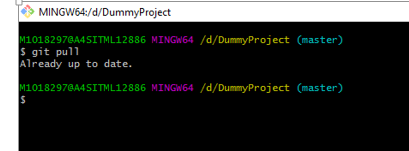 MINGW64:/d/DummyProject
M1018297@A4SITML12886 MINGW64 /d/DummyProject (master)
$ git pull
Already up to date.
M1018297@A4SITML12886 MINGW64 /d/DummyProject (master)
$